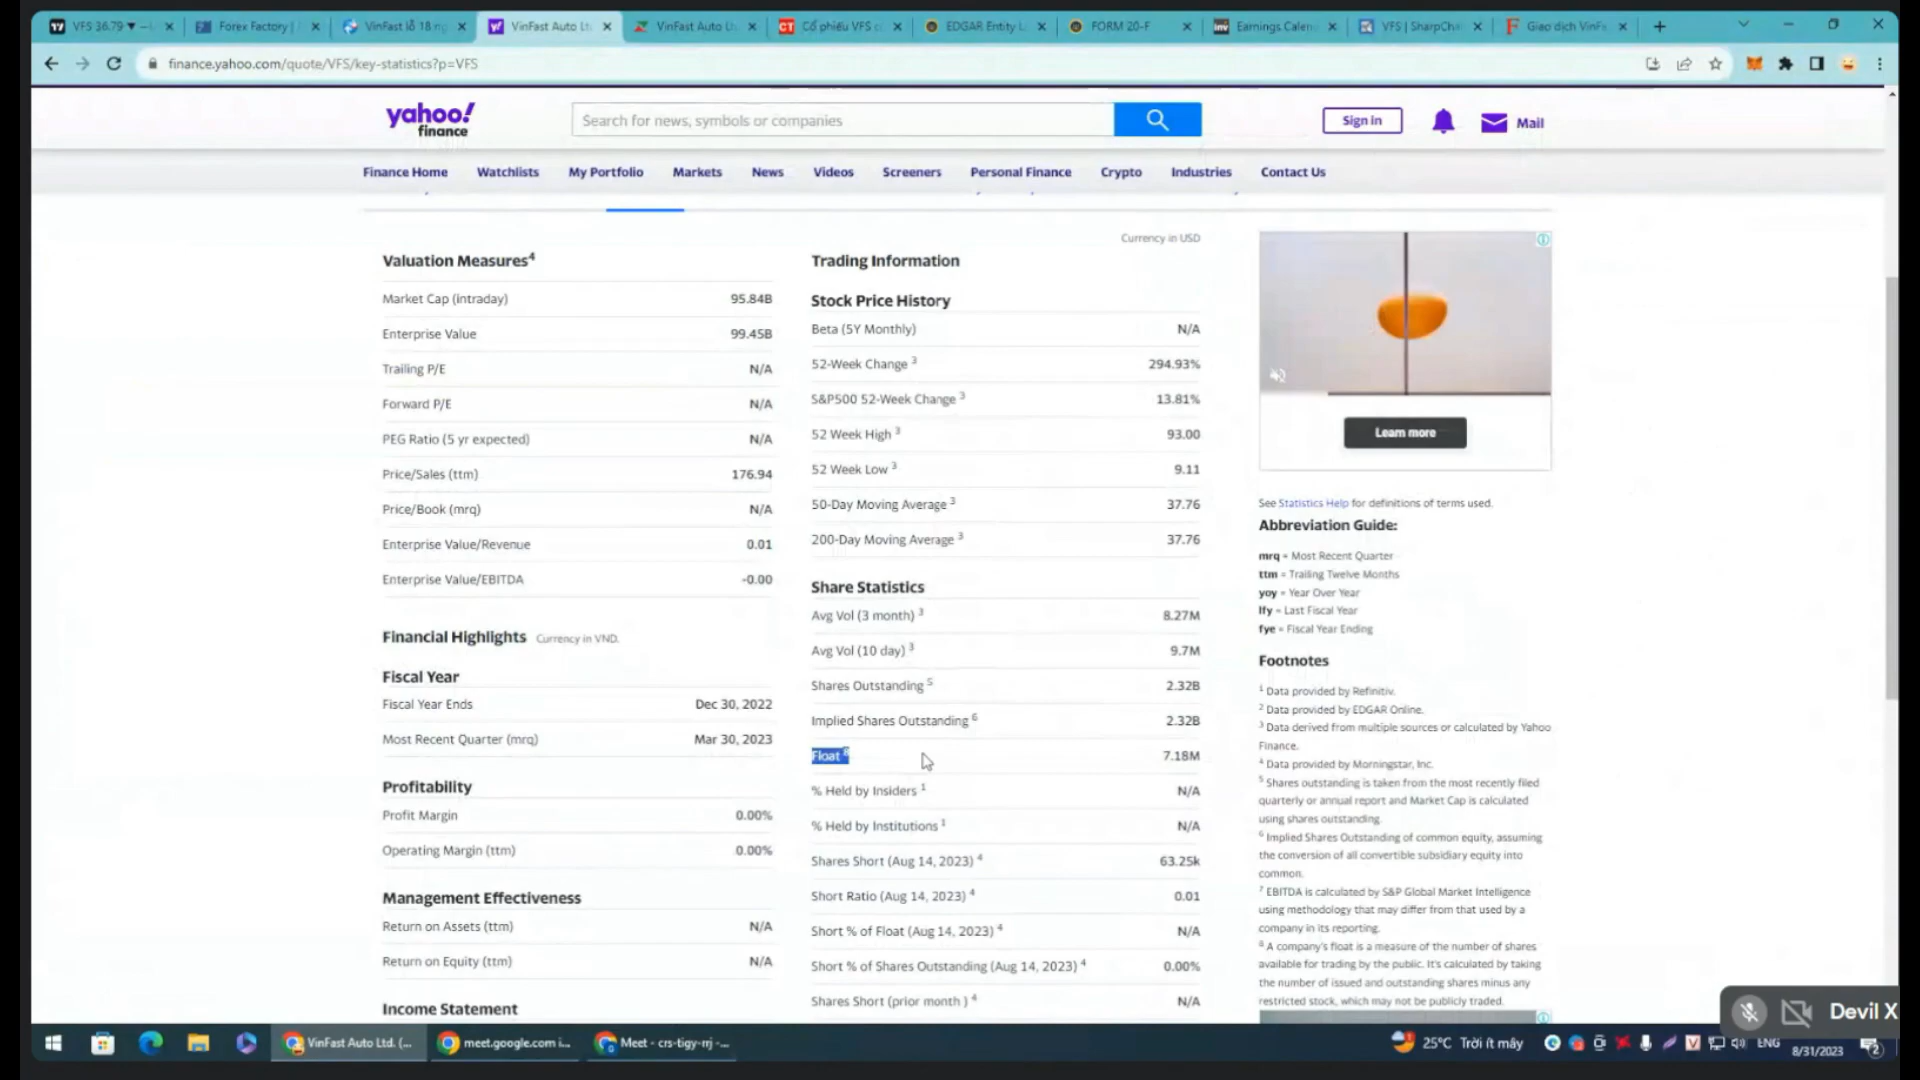 VFS 36.79 ▼
Forex Factory |
VinFast lỗ 18 ng
VinFast Auto Lt
VinFast Auto
Cổ phiếu VFS
EDGAR Entity L
FORM 20-F
Earnings Calen
VFS | SharpCha
Giao dịch VinFa
finance.yahoo.com/quote/VFS/key-statistics?p=VFS
yahoo!
finance
Search for news, symbols or companies
Sign in
Mail
Finance Home
Watchlists
My Portfolio
Markets
News
Videos
Screeners
Personal Finance
Crypto
Industries
Contact Us
Currency in USD
Valuation Measures4
Market Cap (intraday) 95.84B
Enterprise Value 99.45B
Trailing P/E N/A
Forward P/E N/A
PEG Ratio (5 yr expected) N/A
Price/Sales (ttm) 176.94
Price/Book (mrq) N/A
Enterprise Value/Revenue 0.01
Enterprise Value/EBITDA -0.00
Financial Highlights Currency in VND.
Fiscal Year
Fiscal Year Ends Dec 30, 2022
Most Recent Quarter (mrq) Mar 30, 2023
Profitability
Profit Margin 0.00%
Operating Margin (ttm) 0.00%
Management Effectiveness
Return on Assets (ttm) N/A
Return on Equity (ttm) N/A
Income Statement
Trading Information
Stock Price History
Beta (5Y Monthly) N/A
52-Week Change 3 294.93%
S&P500 52-Week Change 3 13.81%
52 Week High 3 93.00
52 Week Low 3 9.11
50-Day Moving Average 3 37.76
200-Day Moving Average 3 37.76
Share Statistics
Avg Vol (3 month) 3 8.27M
Avg Vol (10 day) 3 9.7M
Shares Outstanding 5 2.32B
Implied Shares Outstanding 6 2.32B
Float 8 7.18M
% Held by Insiders 1 N/A
% Held by Institutions 1 N/A
Shares Short (Aug 14, 2023) 4 63.25k
Short Ratio (Aug 14, 2023) 4 0.01
Short % of Float (Aug 14, 2023) 4 N/A
Short % of Shares Outstanding (Aug 14, 2023) 4 0.00%
Shares Short (prior month ) 4 N/A
Learn more
See Statistics Help for definitions of terms used.
Abbreviation Guide:
mrq = Most Recent Quarter
ttm = Trailing Twelve Months
yoy = Year Over Year
lfy = Last Fiscal Year
fye = Fiscal Year Ending
Footnotes
1 Data provided by Refinitiv.
2 Data provided by EDGAR Online.
3 Data derived from multiple sources or calculated by Yahoo
Finance.
4 Data provided by Morningstar, Inc.
5 Shares outstanding is taken from the most recently filed
quarterly or annual report and Market Cap is calculated
using shares outstanding.
6 Implied Shares Outstanding of common equity, assuming
the conversion of all convertible subsidiary equity into
common.
7 EBITDA is calculated by S&P Global Market Intelligence
using methodology that may differ from that used by a
company in its reporting.
8 A company's float is a measure of the number of shares
available for trading by the public. It's calculated by taking
the number of issued and outstanding shares minus any
restricted stock, which may not be publicly traded.
Devil X
VinFast Auto Ltd. (...
meet.google.com i...
Meet - crs-tigy-rrj -...
25°C Trời ít mây
ENG
8/31/2023
2